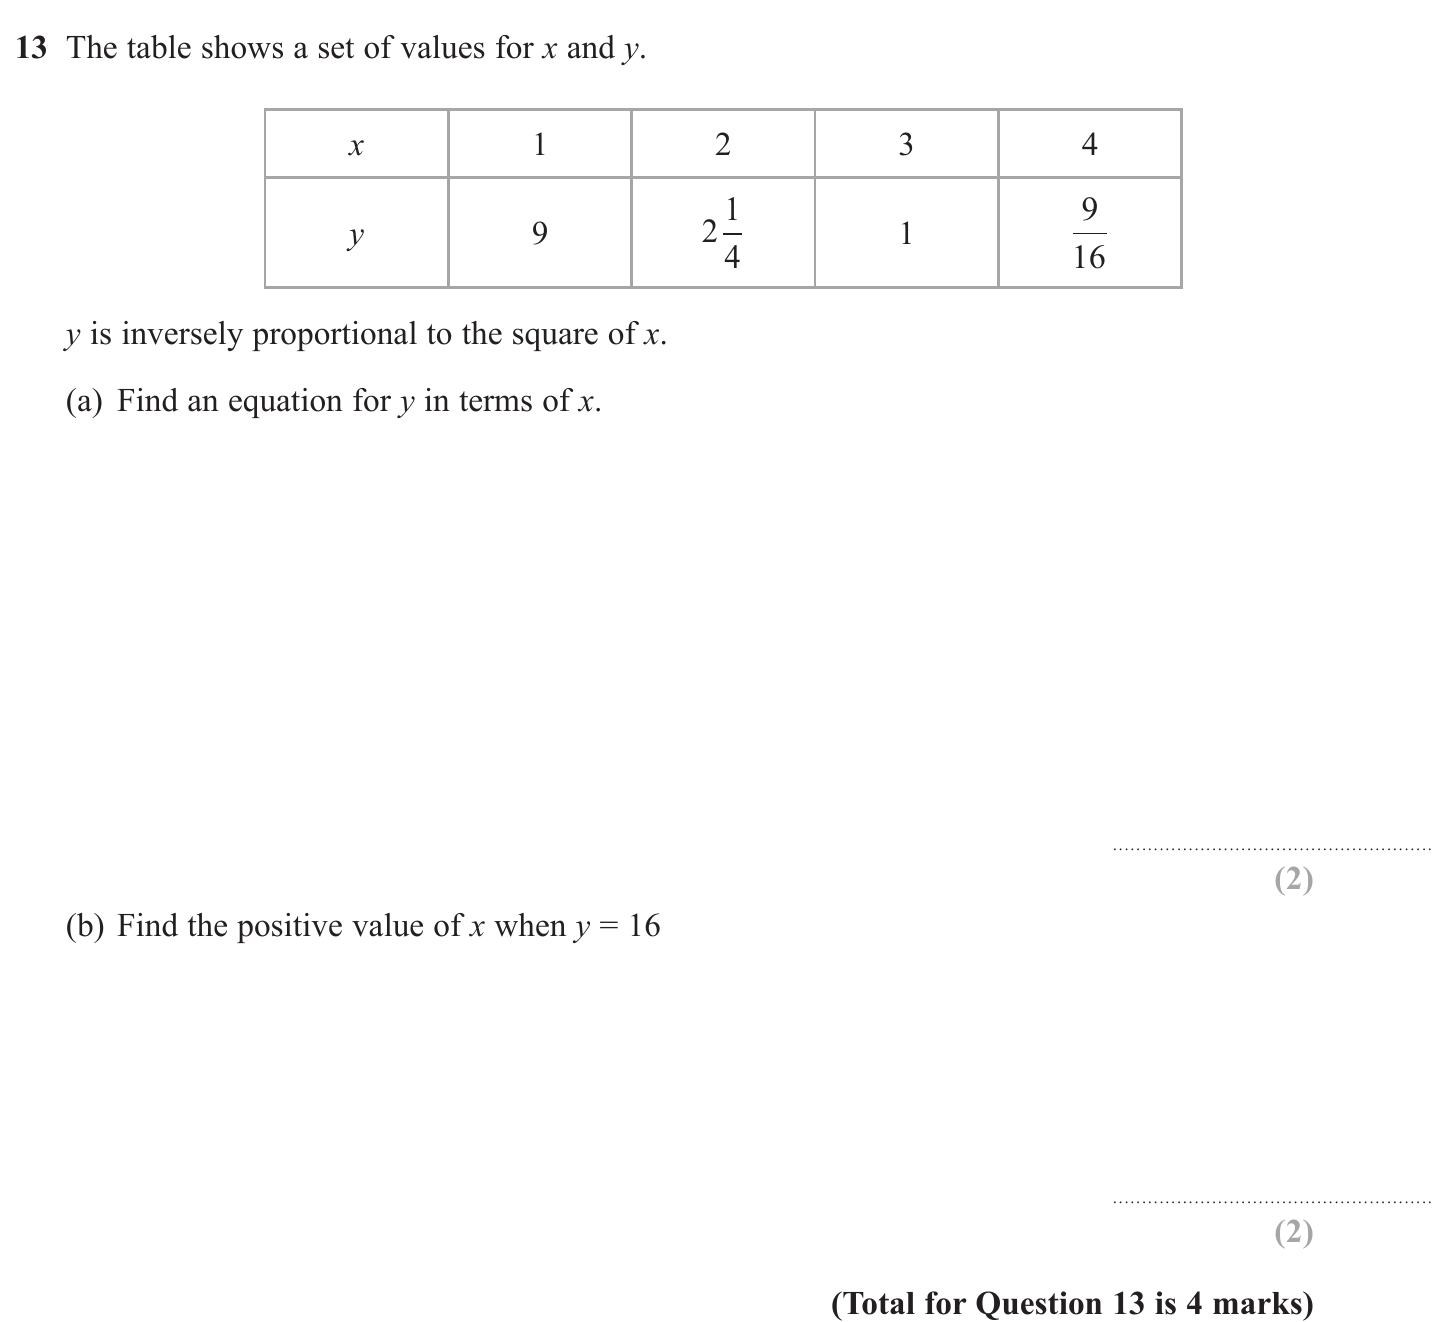 13 The table shows a set of values for x and y.
x 1 2 3 4
y 9 2 1/4 1 9/16
y is inversely proportional to the square of x.
(a) Find an equation for y in terms of x.
(2)
(b) Find the positive value of x when y = 16
(2)
(Total for Question 13 is 4 marks)